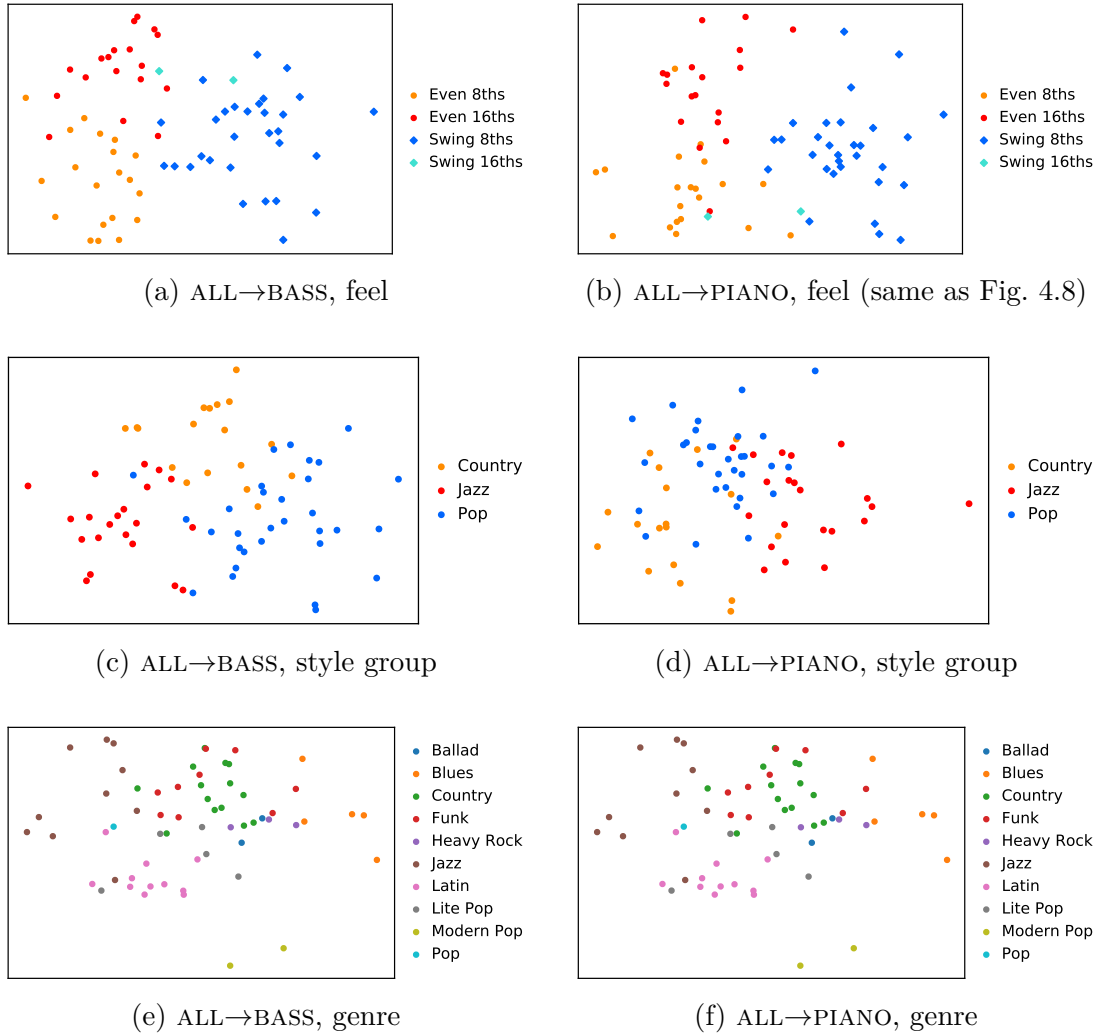 Even 8ths
Even 16ths
Swing 8ths
Swing 16ths
(a) ALL→BASS, feel
Even 8ths
Even 16ths
Swing 8ths
Swing 16ths
(b) ALL→PIANO, feel (same as Fig. 4.8)
Country
Jazz
Pop
(c) ALL→BASS, style group
Country
Jazz
Pop
(d) ALL→PIANO, style group
Ballad
Blues
Country
Funk
Heavy Rock
Jazz
Latin
Lite Pop
Modern Pop
Pop
(e) ALL→BASS, genre
Ballad
Blues
Country
Funk
Heavy Rock
Jazz
Latin
Lite Pop
Modern Pop
Pop
(f) ALL→PIANO, genre